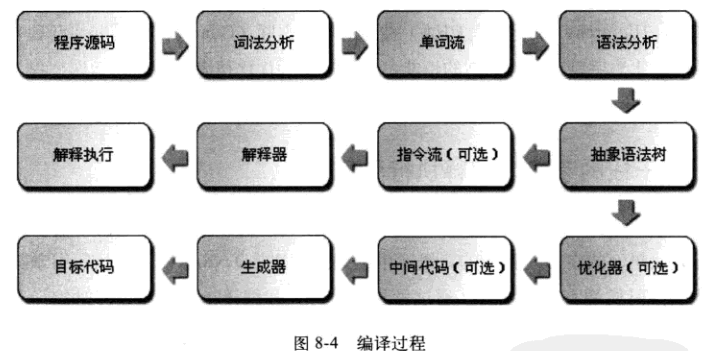 程序源码
词法分析
单词流
语法分析
解释执行
解释器
指令流（可选）
抽象语法树
目标代码
生成器
中间代码（可选）
优化器（可选）
图 8-4 编译过程